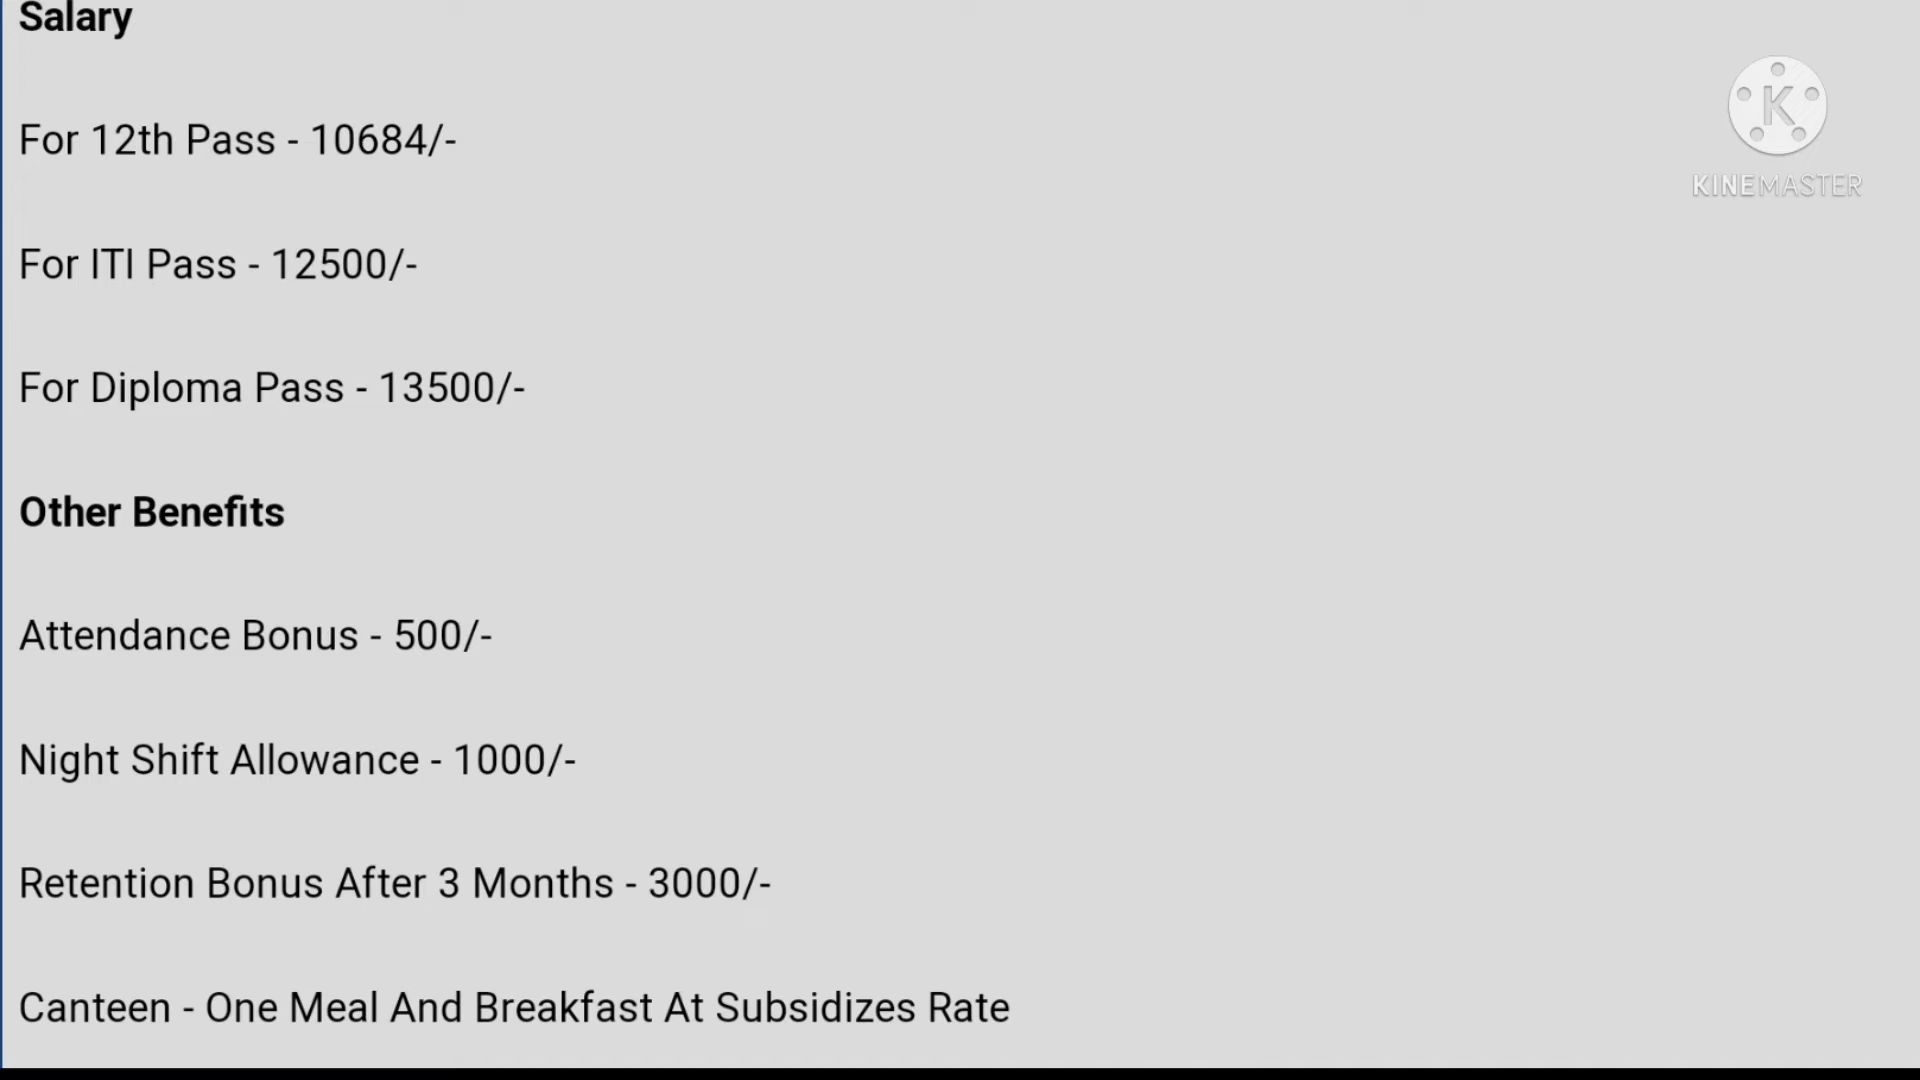 Salary
For 12th Pass - 10684/-
For ITI Pass - 12500/-
For Diploma Pass - 13500/-
Other Benefits
Attendance Bonus - 500/-
Night Shift Allowance - 1000/-
Retention Bonus After 3 Months - 3000/-
Canteen - One Meal And Breakfast At Subsidizes Rate
K
KINEMASTER